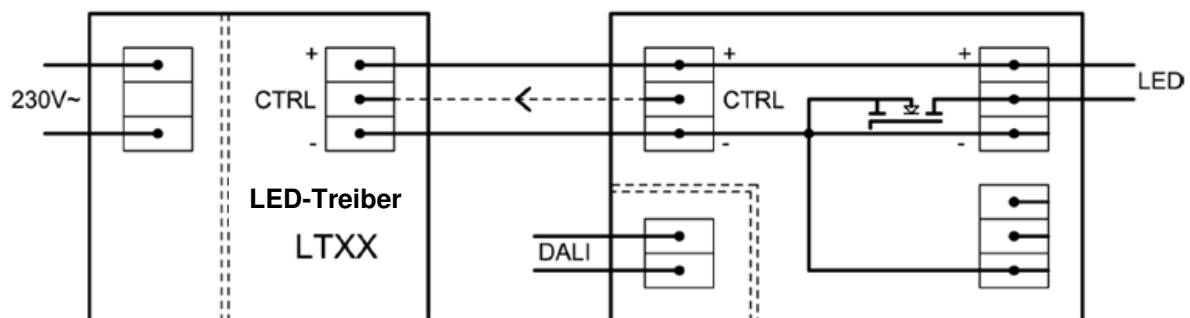 230V~
+
CTRL
-
LED-Treiber
LTXX
+
CTRL
-
DALI
+
-
LED